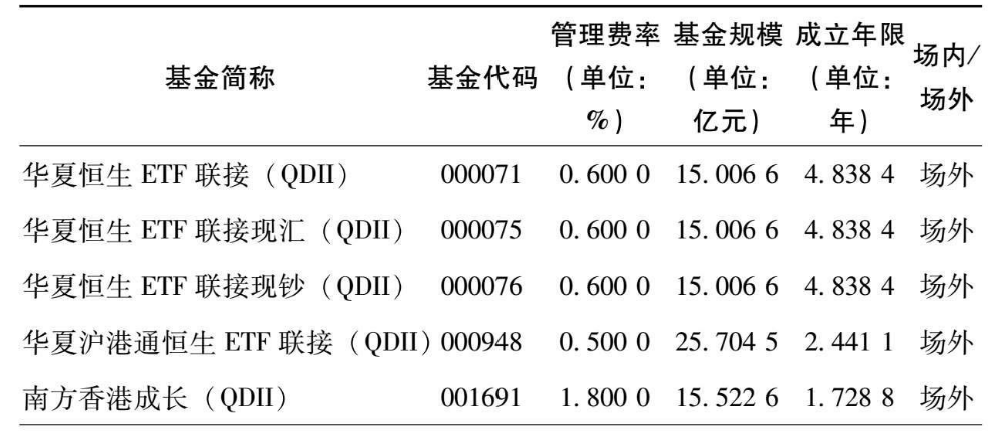 基金简称 基金代码 管理费率(单位:%) 基金规模(单位:亿元) 成立年限(单位:年) 场内/场外
华夏恒生 ETF 联接(QDII) 000071 0.600 0 15.006 6 4.838 4 场外
华夏恒生 ETF 联接现汇(QDII) 000075 0.600 0 15.006 6 4.838 4 场外
华夏恒生 ETF 联接现钞(QDII) 000076 0.600 0 15.006 6 4.838 4 场外
华夏沪港通恒生 ETF 联接(QDII) 000948 0.500 0 25.704 5 2.441 1 场外
南方香港成长(QDII) 001691 1.800 0 15.522 6 1.728 8 场外